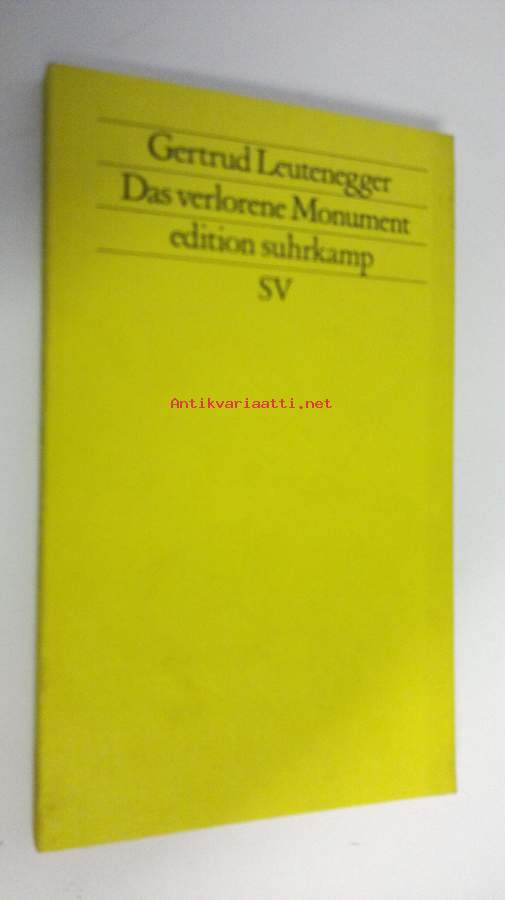 Gertrud Leutenegger
Das verlorene Monument
edition suhrkamp
SV
Antikvariaatti.net